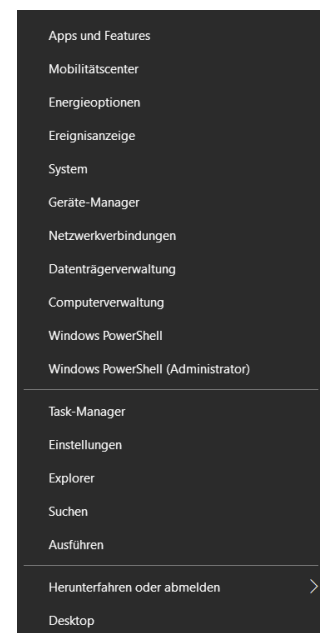 Apps und Features
Mobilitätscenter
Energieoptionen
Ereignisanzeige
System
Geräte-Manager
Netzwerkverbindungen
Datenträgerverwaltung
Computerverwaltung
Windows PowerShell
Windows PowerShell (Administrator)
Task-Manager
Einstellungen
Explorer
Suchen
Ausführen
Herunterfahren oder abmelden
Desktop